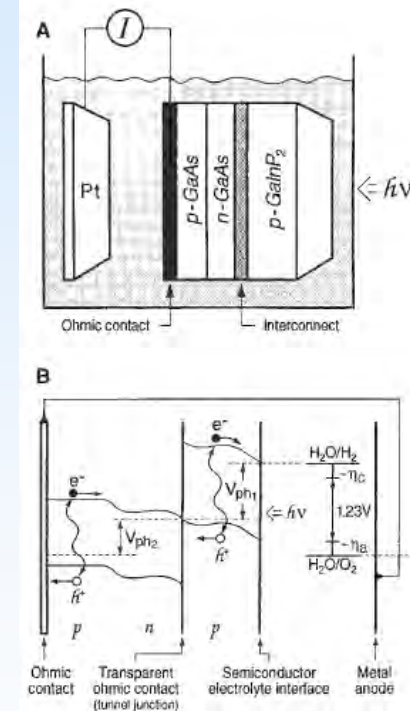 A
I
Pt
p-GaAs
n-GaAs
p-GaInP₂
⇐ hν
Ohmic contact
Interconnect
B
e⁻
e⁻
H₂O/H₂
Vph₁
~ηc
⇐ hν
1.23V
Vph₂
~ηa
H₂O/O₂
h⁺
h⁺
p
n
p
Ohmic contact
Transparent ohmic contact (tunnel junction)
Semiconductor electrolyte interface
Metal anode